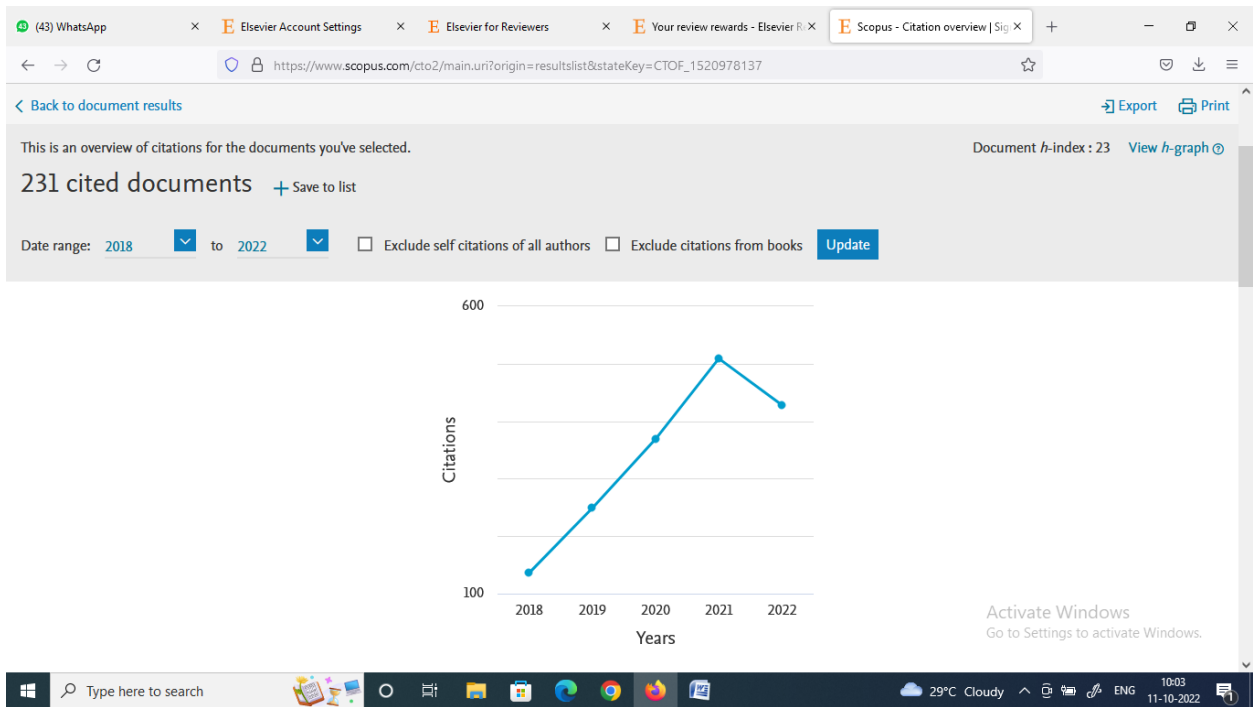 (43) WhatsApp
Elsevier Account Settings
Elsevier for Reviewers
Your review rewards - Elsevier R
Scopus - Citation overview | Sig
https://www.scopus.com/cto2/main.uri?origin=resultslist&stateKey=CTOF_1520978137
Back to document results
Export
Print
This is an overview of citations for the documents you've selected.
Document h-index : 23
View h-graph
231 cited documents
Save to list
Date range: 2018 to 2022
Exclude self citations of all authors
Exclude citations from books
Update
600
Citations
100
2018 2019 2020 2021 2022
Years
Activate Windows
Go to Settings to activate Windows.
Type here to search
29°C Cloudy
ENG
10:03
11-10-2022